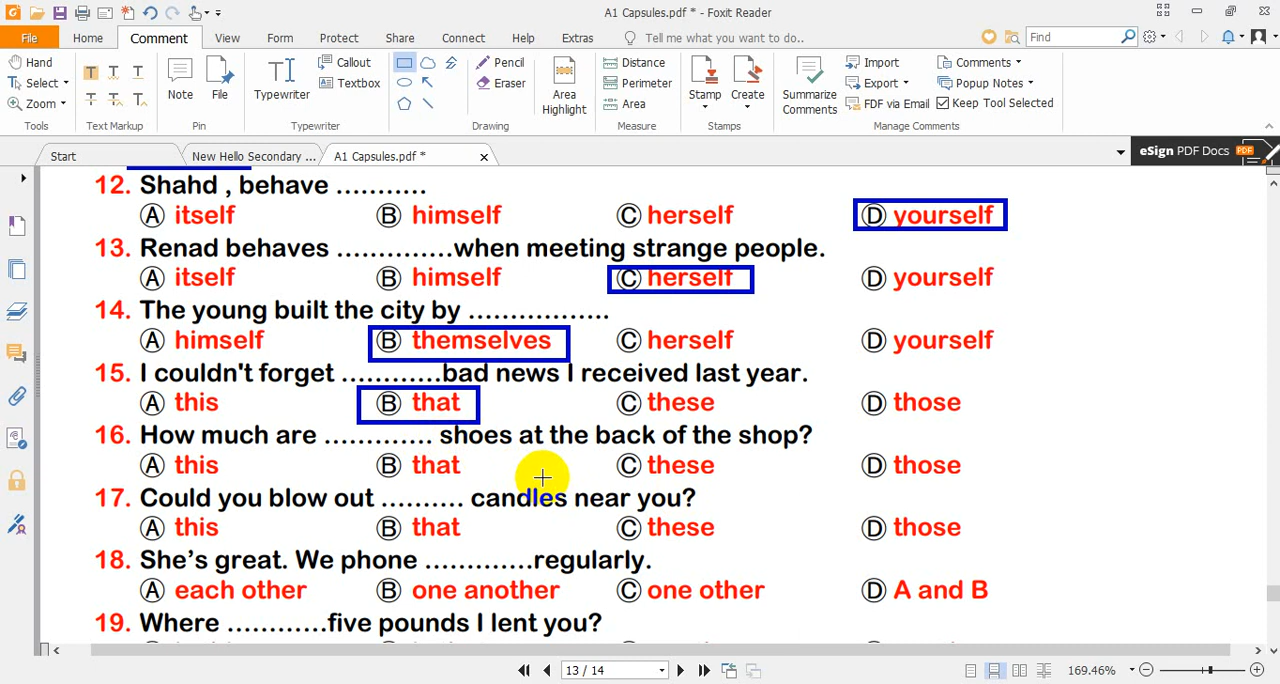 A1 Capsules.pdf * - Foxit Reader
File Home Comment View Form Protect Share Connect Help Extras Tell me what you want to do.. Find
Hand
Select
Zoom
Tools
Text Markup
Note
File
Pin
Typewriter
Callout
Textbox
Typewriter
Pencil
Eraser
Drawing
Area Highlight
Distance
Perimeter
Area
Measure
Stamp
Create
Stamps
Summarize Comments
Import
Export
FDF via Email
Comments
Popup Notes
Keep Tool Selected
Manage Comments
Start New Hello Secondary ... A1 Capsules.pdf * eSign PDF Docs PDF
12. Shahd , behave ...........
A itself B himself C herself D yourself
13. Renad behaves ..............when meeting strange people.
A itself B himself C herself D yourself
14. The young built the city by .................
A himself B themselves C herself D yourself
15. I couldn't forget ............bad news I received last year.
A this B that C these D those
16. How much are ............. shoes at the back of the shop?
A this B that C these D those
17. Could you blow out .......... candles near you?
A this B that C these D those
18. She's great. We phone .............regularly.
A each other B one another C one other D A and B
19. Where ............five pounds I lent you?
13 / 14 169.46%